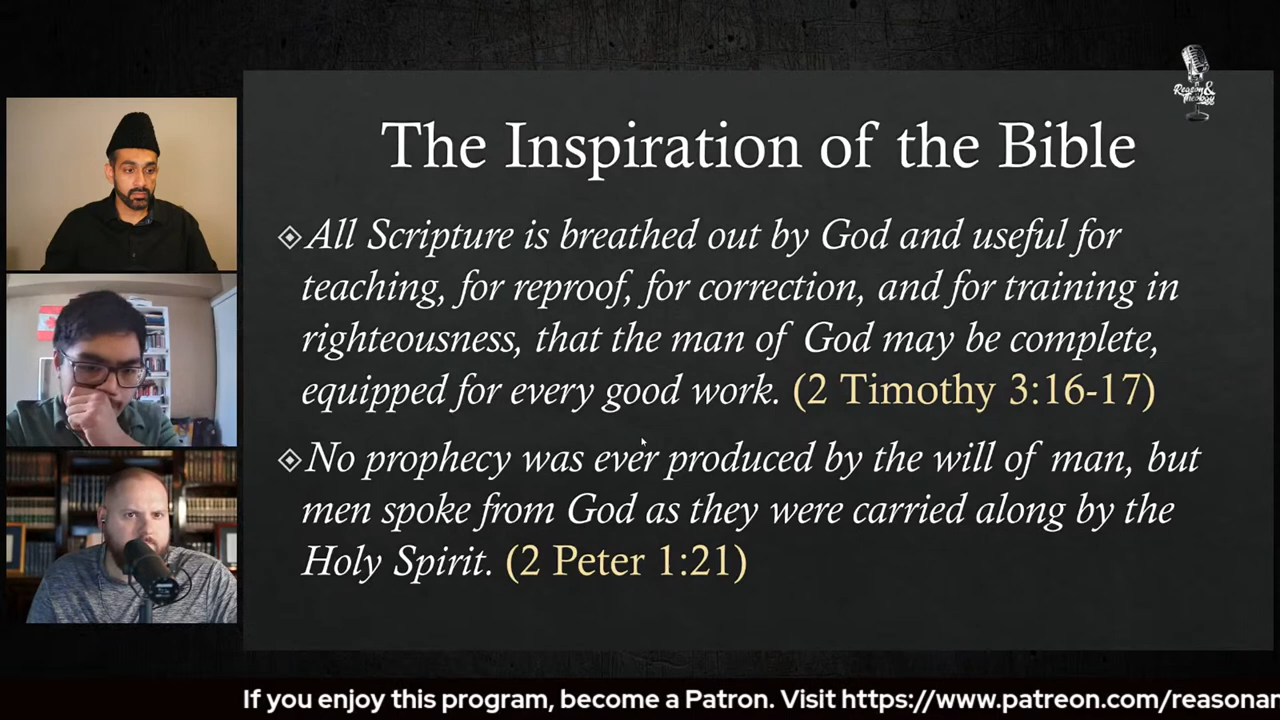 Reason &
Theology
The Inspiration of the Bible
All Scripture is breathed out by God and useful for
teaching, for reproof, for correction, and for training in
righteousness, that the man of God may be complete,
equipped for every good work. (2 Timothy 3:16-17)
No prophecy was ever produced by the will of man, but
men spoke from God as they were carried along by the
Holy Spirit. (2 Peter 1:21)
If you enjoy this program, become a Patron. Visit https://www.patreon.com/reasonan